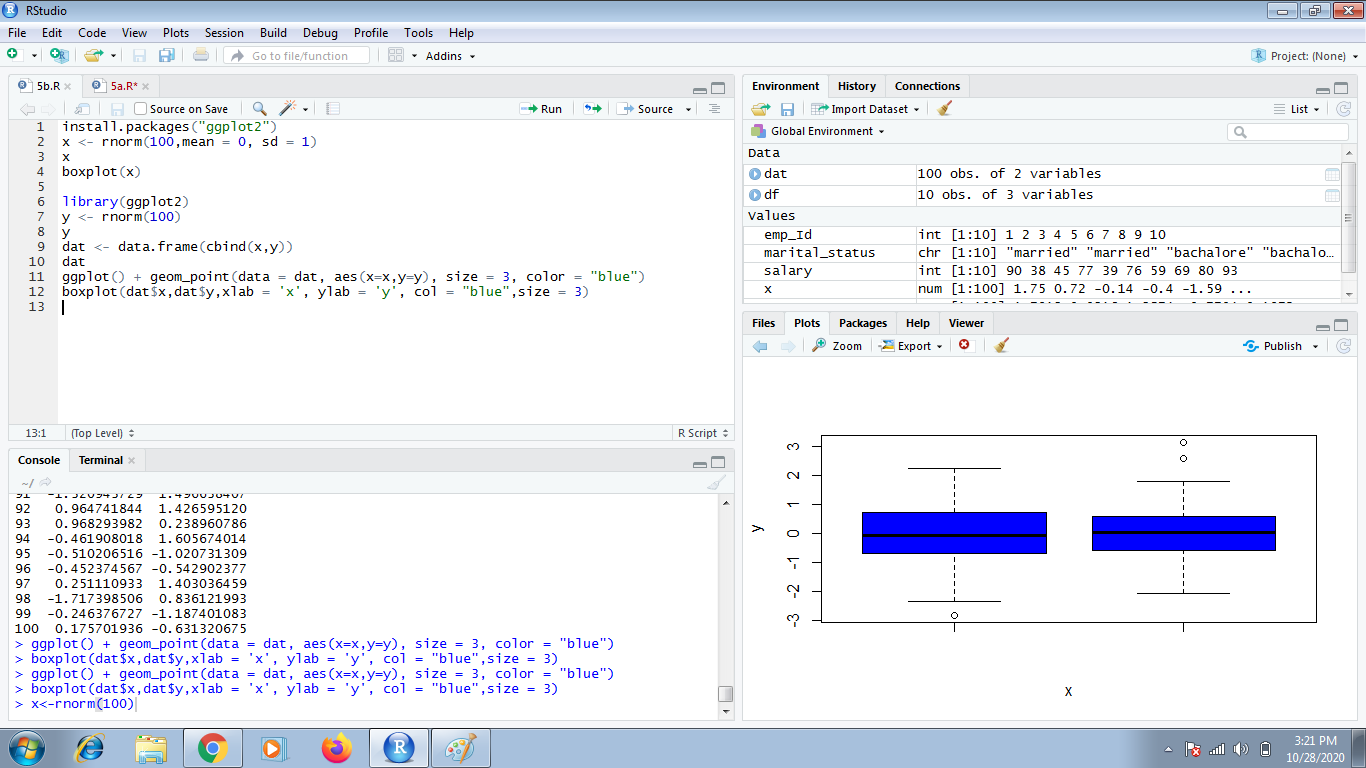 RStudio
File Edit Code View Plots Session Build Debug Profile Tools Help
Go to file/function Addins Project: (None)
5b.R 5a.R*
Source on Save Run Source
1 install.packages("ggplot2")
2 x <- rnorm(100,mean = 0, sd = 1)
3 x
4 boxplot(x)
5
6 library(ggplot2)
7 y <- rnorm(100)
8 y
9 dat <- data.frame(cbind(x,y))
10 dat
11 ggplot() + geom_point(data = dat, aes(x=x,y=y), size = 3, color = "blue")
12 boxplot(dat$x,dat$y,xlab = 'x', ylab = 'y', col = "blue",size = 3)
13
13:1 (Top Level) R Script
Console Terminal
~/
91 -1.320943729 1.490038407
92 0.964741844 1.426595120
93 0.968293982 0.238960786
94 -0.461908018 1.605674014
95 -0.510206516 -1.020731309
96 -0.452374567 -0.542902377
97 0.251110933 1.403036459
98 -1.717398506 0.836121993
99 -0.246376727 -1.187401083
100 0.175701936 -0.631320675
> ggplot() + geom_point(data = dat, aes(x=x,y=y), size = 3, color = "blue")
> boxplot(dat$x,dat$y,xlab = 'x', ylab = 'y', col = "blue",size = 3)
> ggplot() + geom_point(data = dat, aes(x=x,y=y), size = 3, color = "blue")
> boxplot(dat$x,dat$y,xlab = 'x', ylab = 'y', col = "blue",size = 3)
> x<-rnorm(100)
Environment History Connections
Import Dataset List
Global Environment
Data
dat 100 obs. of 2 variables
df 10 obs. of 3 variables
Values
emp_Id int [1:10] 1 2 3 4 5 6 7 8 9 10
marital_status chr [1:10] "married" "married" "bachalore" "bachalo…
salary int [1:10] 90 38 45 77 39 76 59 69 80 93
x num [1:100] 1.75 0.72 -0.14 -0.4 -1.59 ...
Files Plots Packages Help Viewer
Zoom Export Publish
3
2
1
0
-1
-2
-3
y
x
3:21 PM
10/28/2020